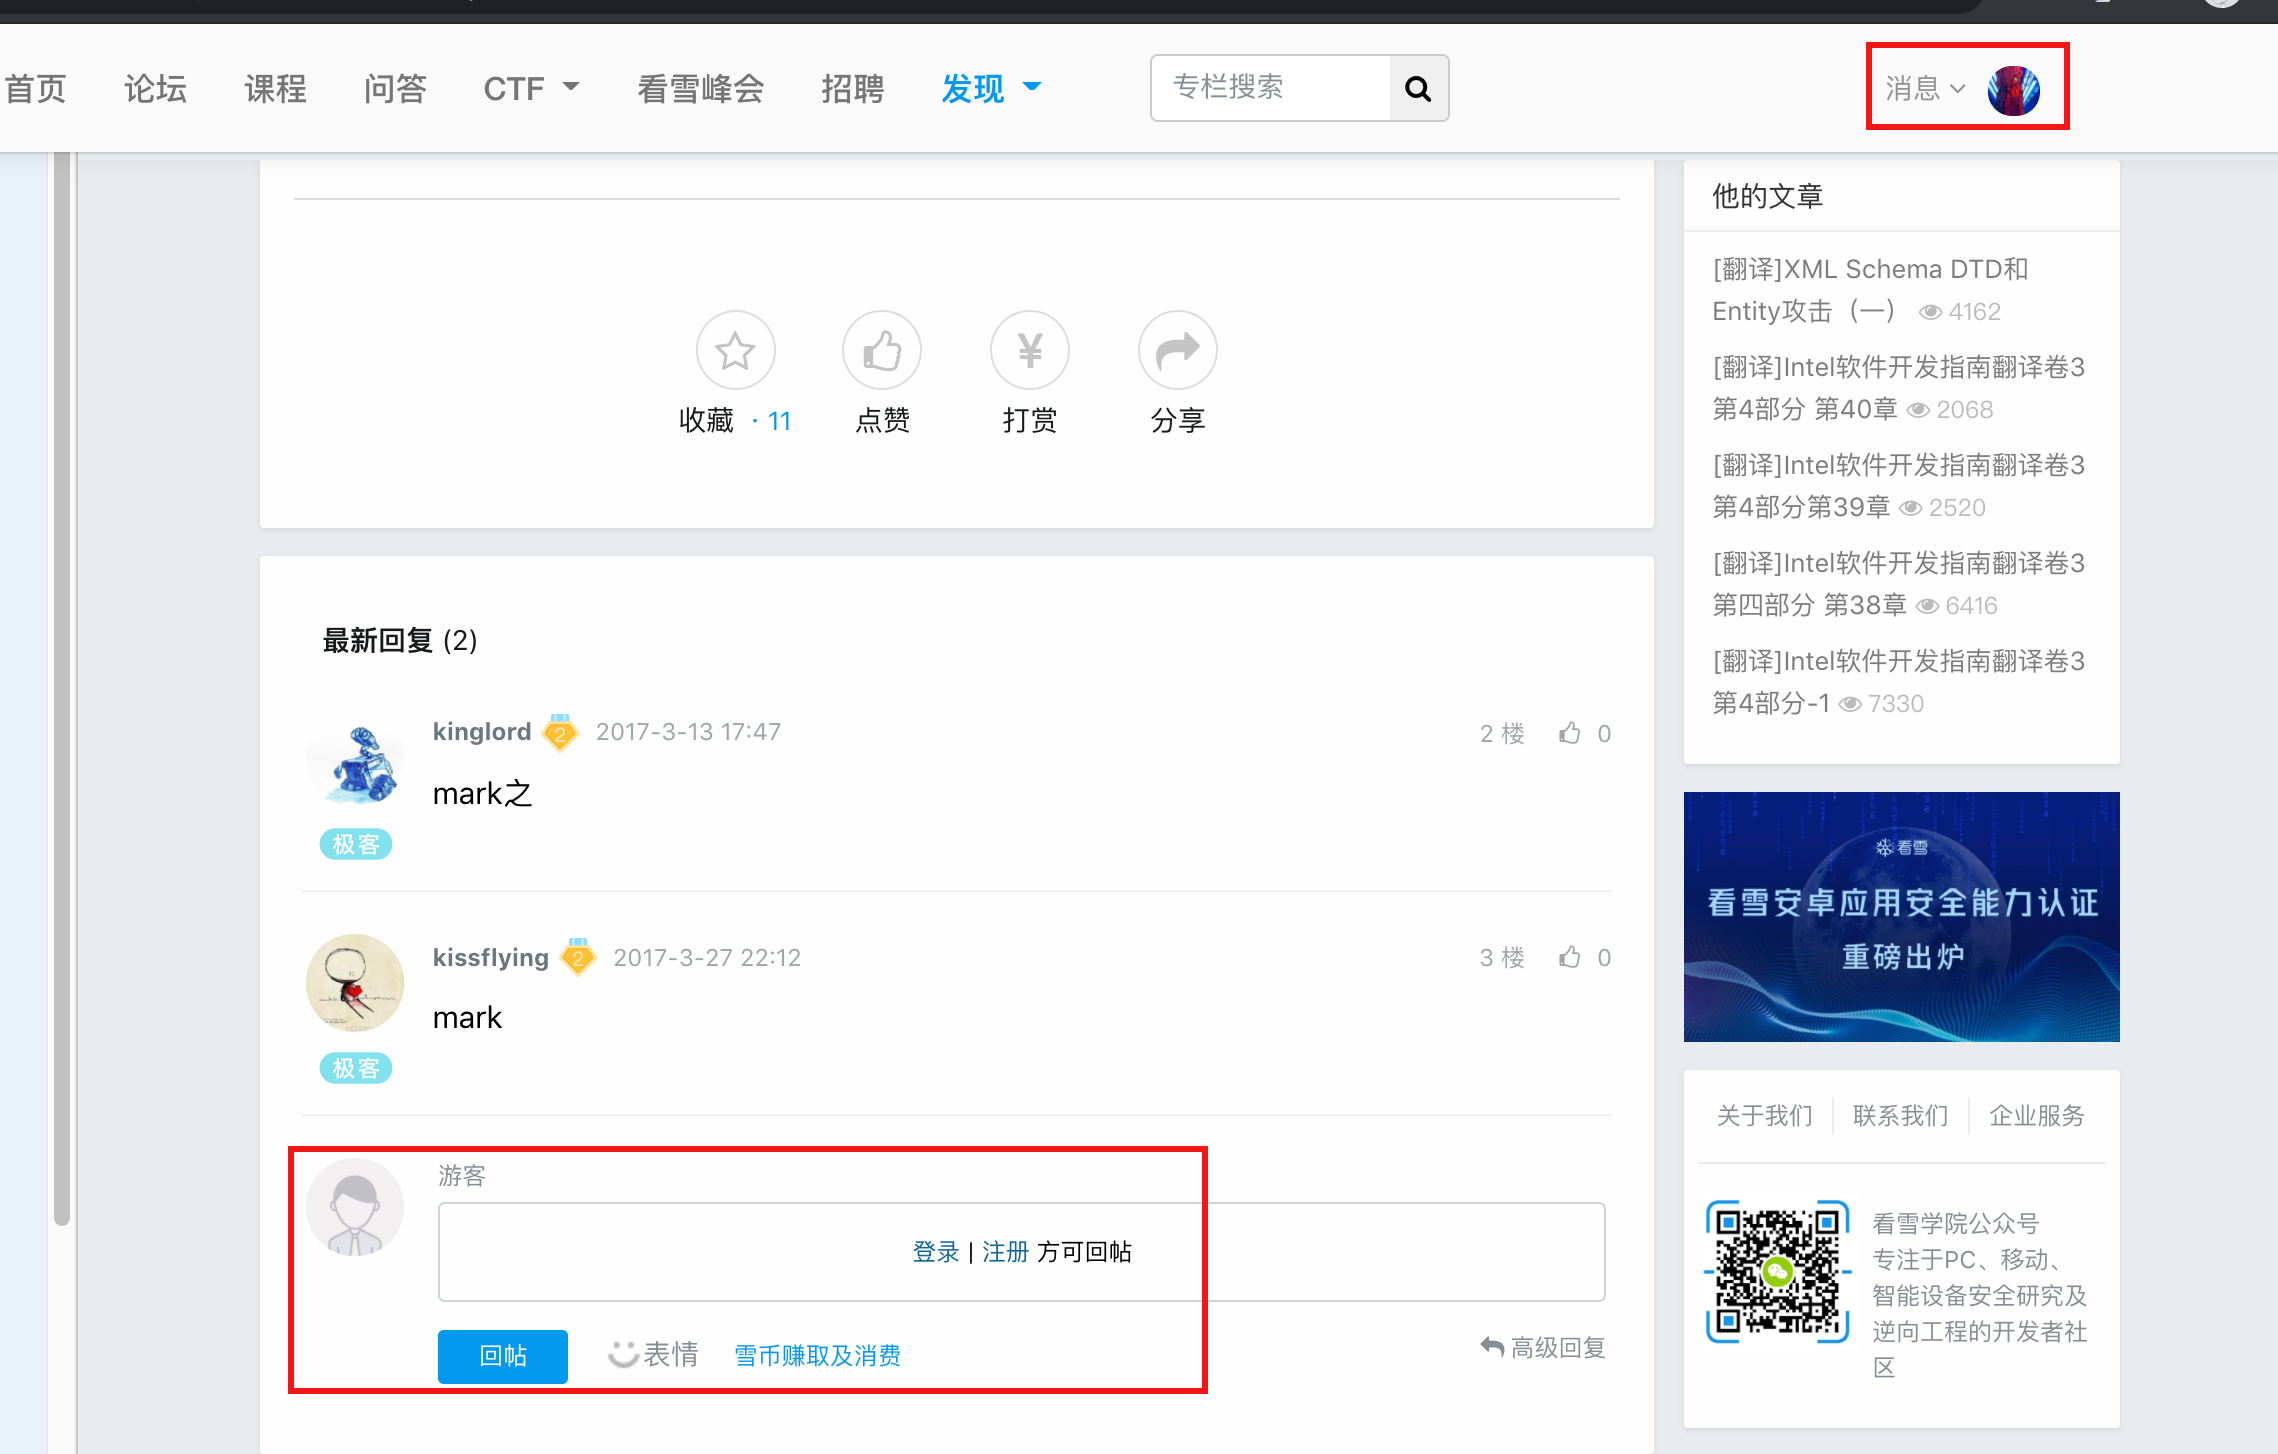 首页 论坛 课程 问答 CTF 看雪峰会 招聘 发现 专栏搜索 消息
收藏 · 11 点赞 打赏 分享
最新回复 (2)
kinglord 2 2017-3-13 17:47 2 楼 0
mark之
极客
kissflying 2 2017-3-27 22:12 3 楼 0
mark
极客
游客
登录 | 注册 方可回帖
回帖 表情 雪币赚取及消费 高级回复
他的文章
[翻译]XML Schema DTD和
Entity攻击（一） 4162
[翻译]Intel软件开发指南翻译卷3
第4部分 第40章 2068
[翻译]Intel软件开发指南翻译卷3
第4部分第39章 2520
[翻译]Intel软件开发指南翻译卷3
第四部分 第38章 6416
[翻译]Intel软件开发指南翻译卷3
第4部分-1 7330
看雪
看雪安卓应用安全能力认证
重磅出炉
关于我们 联系我们 企业服务
看雪学院公众号
专注于PC、移动、
智能设备安全研究及
逆向工程的开发者社
区